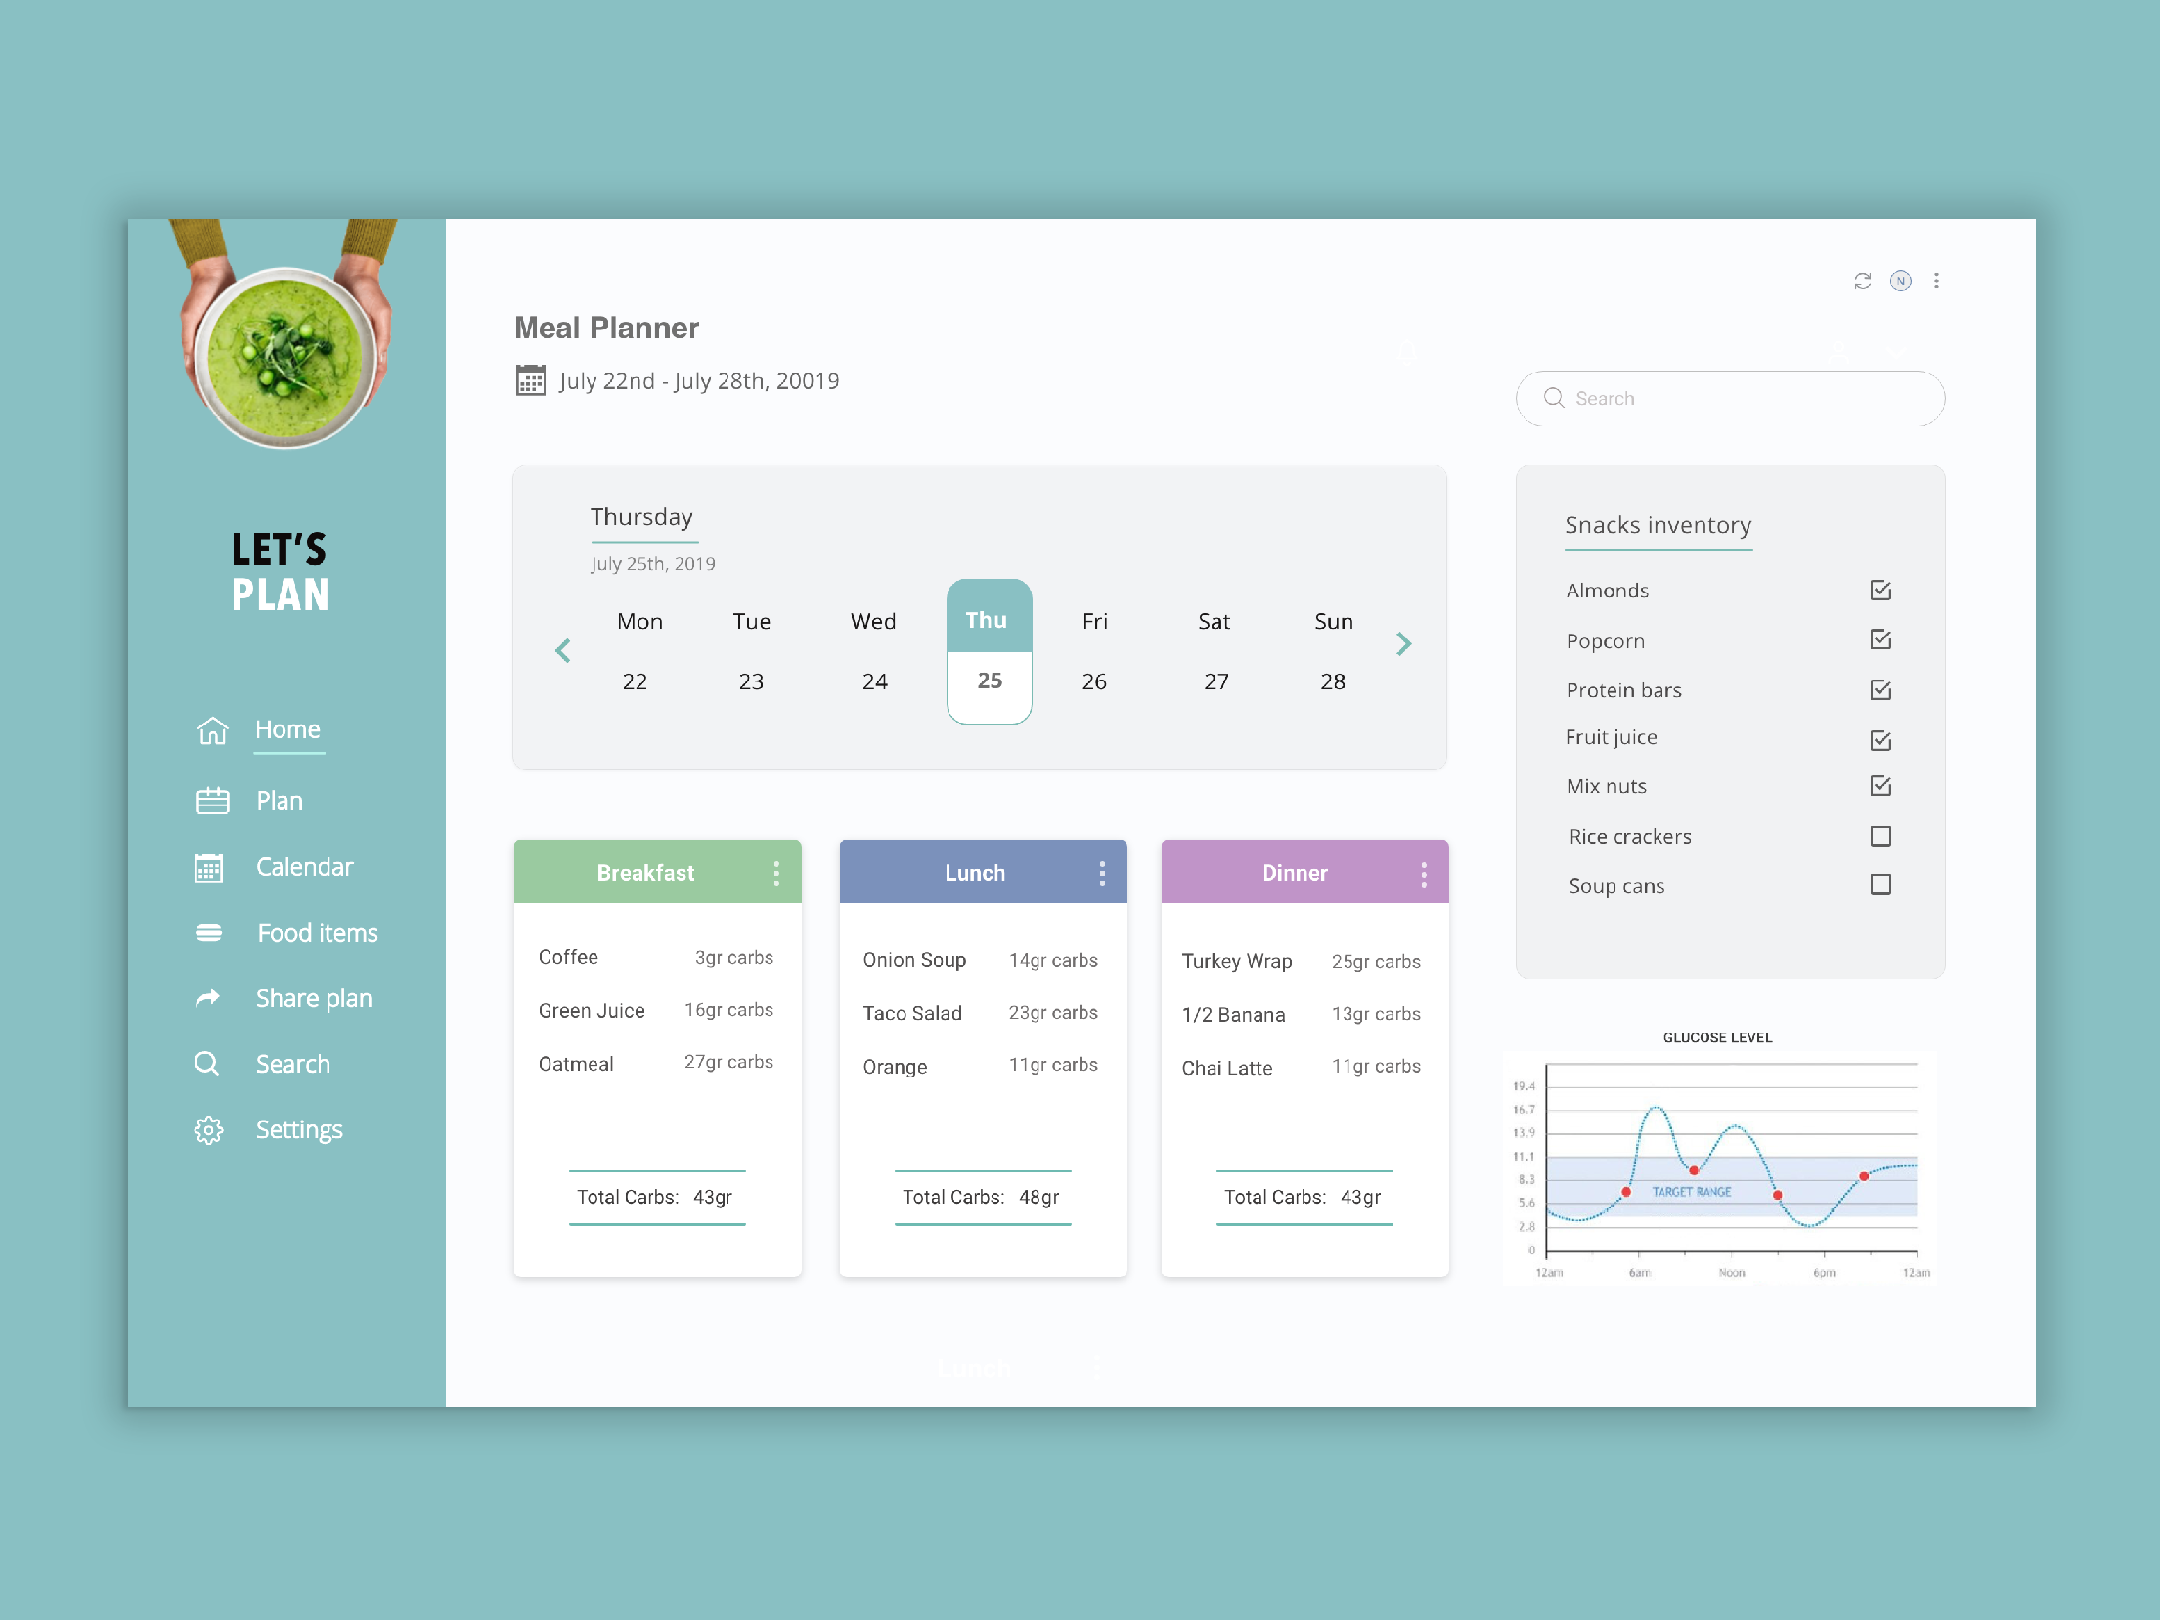 LET'S
PLAN
Home
Plan
Calendar
Food items
Share plan
Search
Settings
N
Meal Planner
July 22nd - July 28th, 20019
Search
Thursday
July 25th, 2019
Mon Tue Wed Thu Fri Sat Sun
22 23 24 25 26 27 28
Snacks inventory
Almonds
Popcorn
Protein bars
Fruit juice
Mix nuts
Rice crackers
Soup cans
Breakfast
Coffee 3gr carbs
Green Juice 16gr carbs
Oatmeal 27gr carbs
Total Carbs: 43gr
Lunch
Onion Soup 14gr carbs
Taco Salad 23gr carbs
Orange 11gr carbs
Total Carbs: 48gr
Dinner
Turkey Wrap 25gr carbs
1/2 Banana 13gr carbs
Chai Latte 11gr carbs
Total Carbs: 43gr
GLUCOSE LEVEL
19.4
16.7
13.9
11.1
8.3
5.6
2.8
0
TARGET RANGE
12am 6am Noon 6pm 12am
Lunch